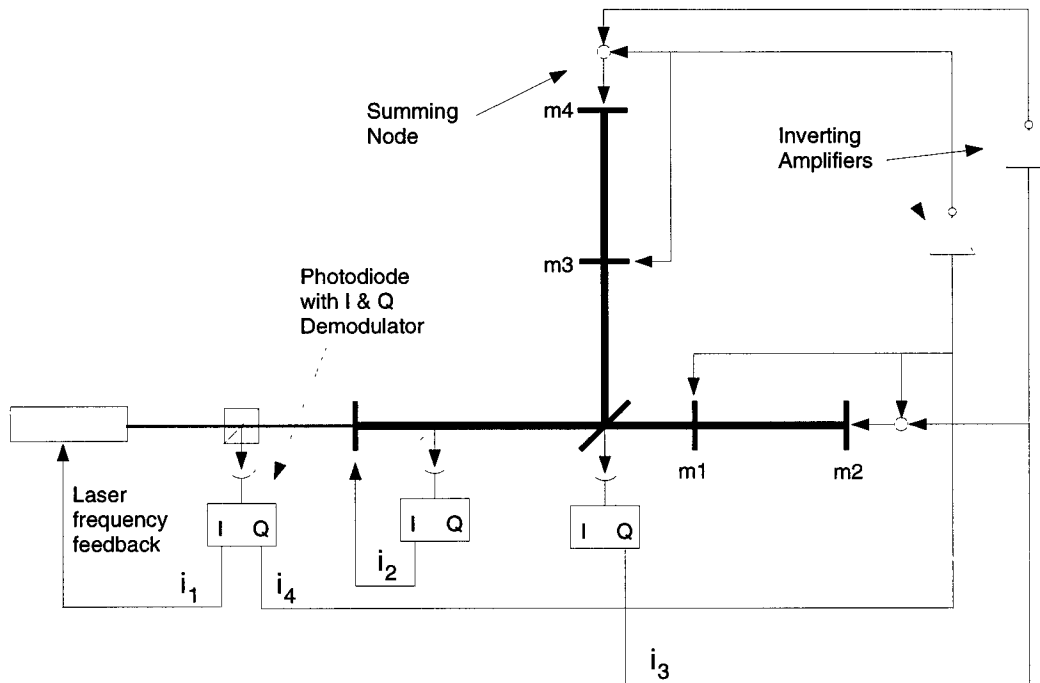 Summing
Node
m4
Inverting
Amplifiers
m3
Photodiode
with I & Q
Demodulator
m1
m2
Laser
frequency
feedback
I Q
I Q
I Q
i1
i4
i2
i3